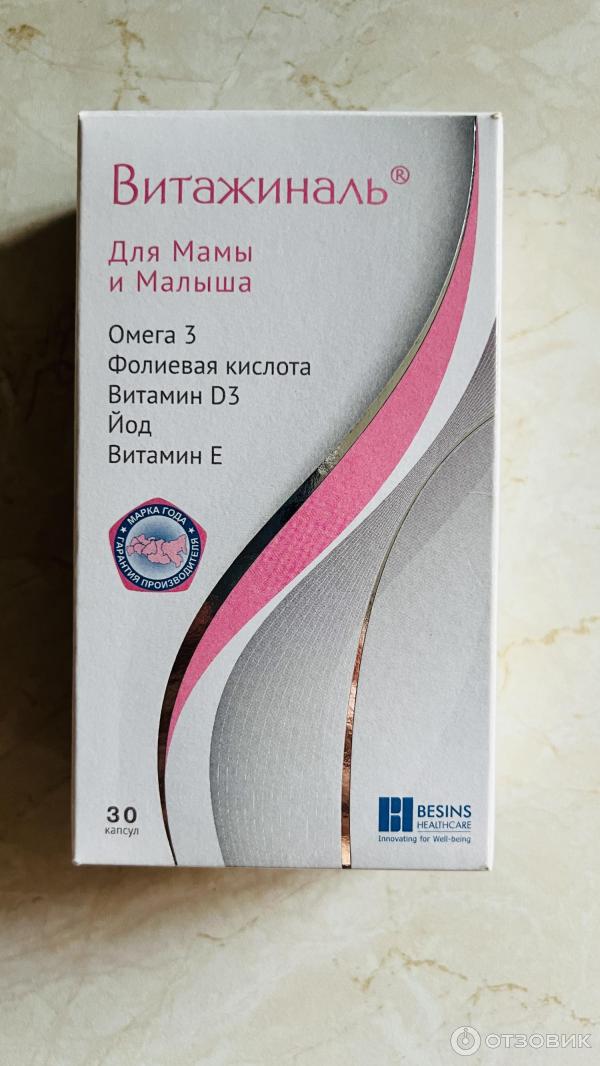 Витажиналь®
Для Мамы
и Малыша
Омега 3
Фолиевая кислота
Витамин D3
Йод
Витамин Е
МАРКА ГОДА
ГАРАНТИЯ ПРОИЗВОДИТЕЛЯ
30
капсул
BESINS
HEALTHCARE
Innovating for Well-being
ОТЗОВИК